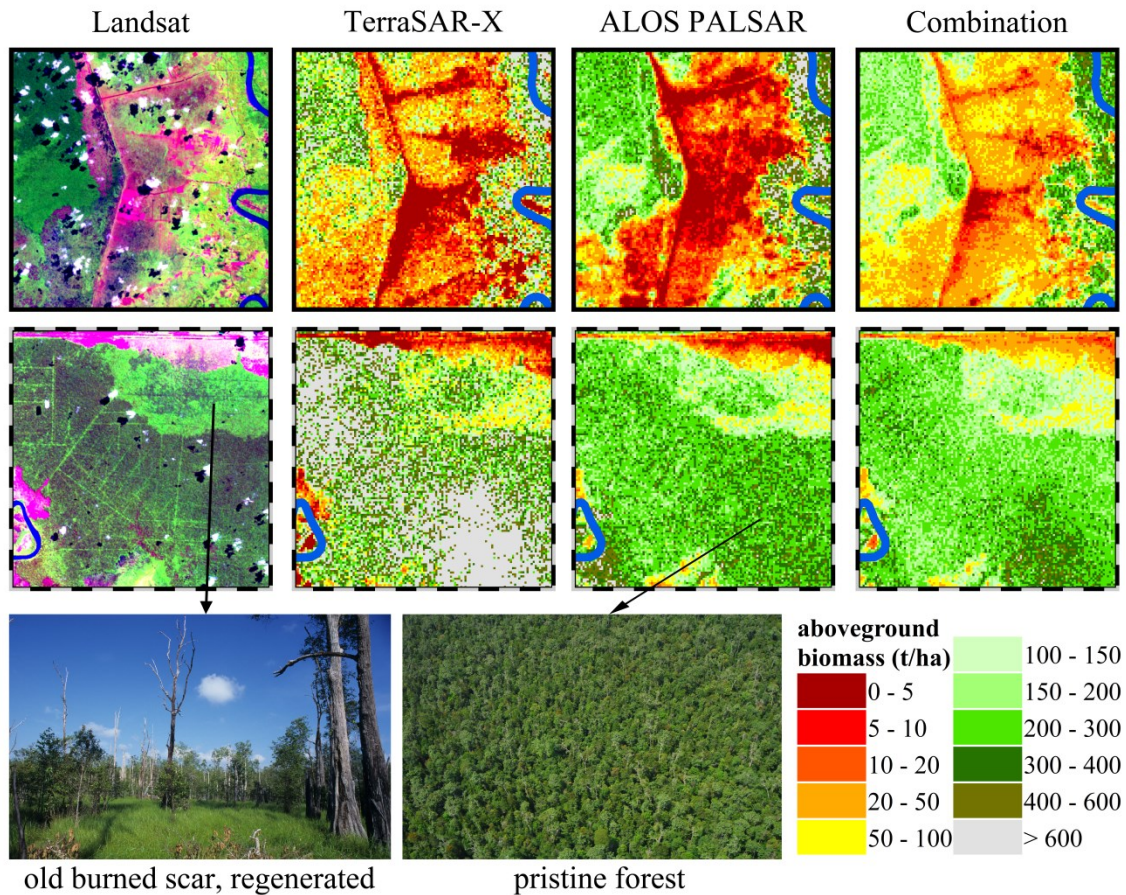 Landsat
TerraSAR-X
ALOS PALSAR
Combination
old burned scar, regenerated
pristine forest
aboveground
biomass (t/ha)
0 - 5
5 - 10
10 - 20
20 - 50
50 - 100
100 - 150
150 - 200
200 - 300
300 - 400
400 - 600
> 600